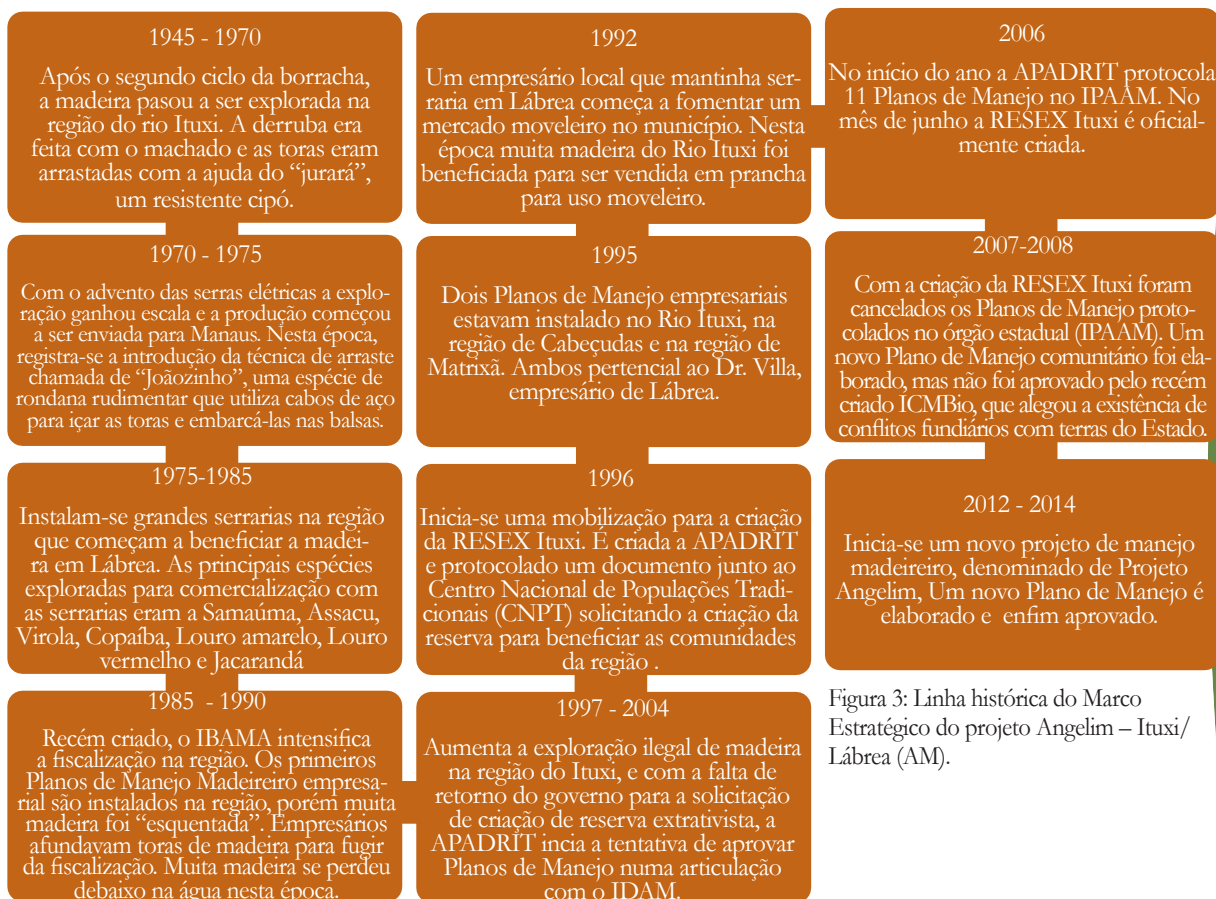 1945 - 1970
Após o segundo ciclo da borracha,
a madeira pasou a ser explorada na
região do rio Ituxi. A derruba era
feita com o machado e as toras eram
arrastadas com a ajuda do “jurará”,
um resistente cipó.
1970 - 1975
Com o advento das serras elétricas a explo-
ração ganhou escala e a produção começou
a ser enviada para Manaus. Nesta época,
registra-se a introdução da técnica de arraste
chamada de “Joãozinho”, uma espécie de
rondana rudimentar que utiliza cabos de aço
para içar as toras e embarcá-las nas balsas.
1975-1985
Instalam-se grandes serrarias na região
que começam a beneficiar a madei-
ra em Lábrea. As principais espécies
exploradas para comercialização com
as serrarias eram a Samaúma, Assacu,
Virola, Copaíba, Louro amarelo, Louro
vermelho e Jacarandá
1985 - 1990
Recém criado, o IBAMA intensifica
a fiscalização na região. Os primeiros
Planos de Manejo Madeireiro empresa-
rial são instalados na região, porém muita
madeira foi “esquentada”. Empresários
afundavam toras de madeira para fugir
da fiscalização. Muita madeira se perdeu
debaixo na água nesta época.
1992
Um empresário local que mantinha ser-
raria em Lábrea começa a fomentar um
mercado moveleiro no município. Nesta
época muita madeira do Rio Ituxi foi
beneficiada para ser vendida em prancha
para uso moveleiro.
1995
Dois Planos de Manejo empresariais
estavam instalado no Rio Ituxi, na
região de Cabeçudas e na região de
Matrixã. Ambos pertencial ao Dr. Villa,
empresário de Lábrea.
1996
Inicia-se uma mobilização para a criação
da RESEX Ituxi. É criada a APADRIT
e protocolado um documento junto ao
Centro Nacional de Populações Tradi-
cionais (CNPT) solicitando a criação da
reserva para beneficiar as comunidades
da região .
1997 - 2004
Aumenta a exploração ilegal de madeira
na região do Ituxi, e com a falta de
retorno do governo para a solicitação
de criação de reserva extrativista, a
APADRIT incia a tentativa de aprovar
Planos de Manejo numa articulação
com o IDAM.
2006
No início do ano a APADRIT protocola
11 Planos de Manejo no IPAAM. No
mês de junho a RESEX Ituxi é oficial-
mente criada.
2007-2008
Com a criação da RESEX Ituxi foram
cancelados os Planos de Manejo proto-
colados no órgão estadual (IPAAM). Um
novo Plano de Manejo comunitário foi ela-
borado, mas não foi aprovado pelo recém
criado ICMBio, que alegou a existência de
conflitos fundiários com terras do Estado.
2012 - 2014
Inicia-se um novo projeto de manejo
madeireiro, denominado de Projeto
Angelim, Um novo Plano de Manejo é
elaborado e enfim aprovado.
Figura 3: Linha histórica do Marco
Estratégico do projeto Angelim – Ituxi/
Lábrea (AM).